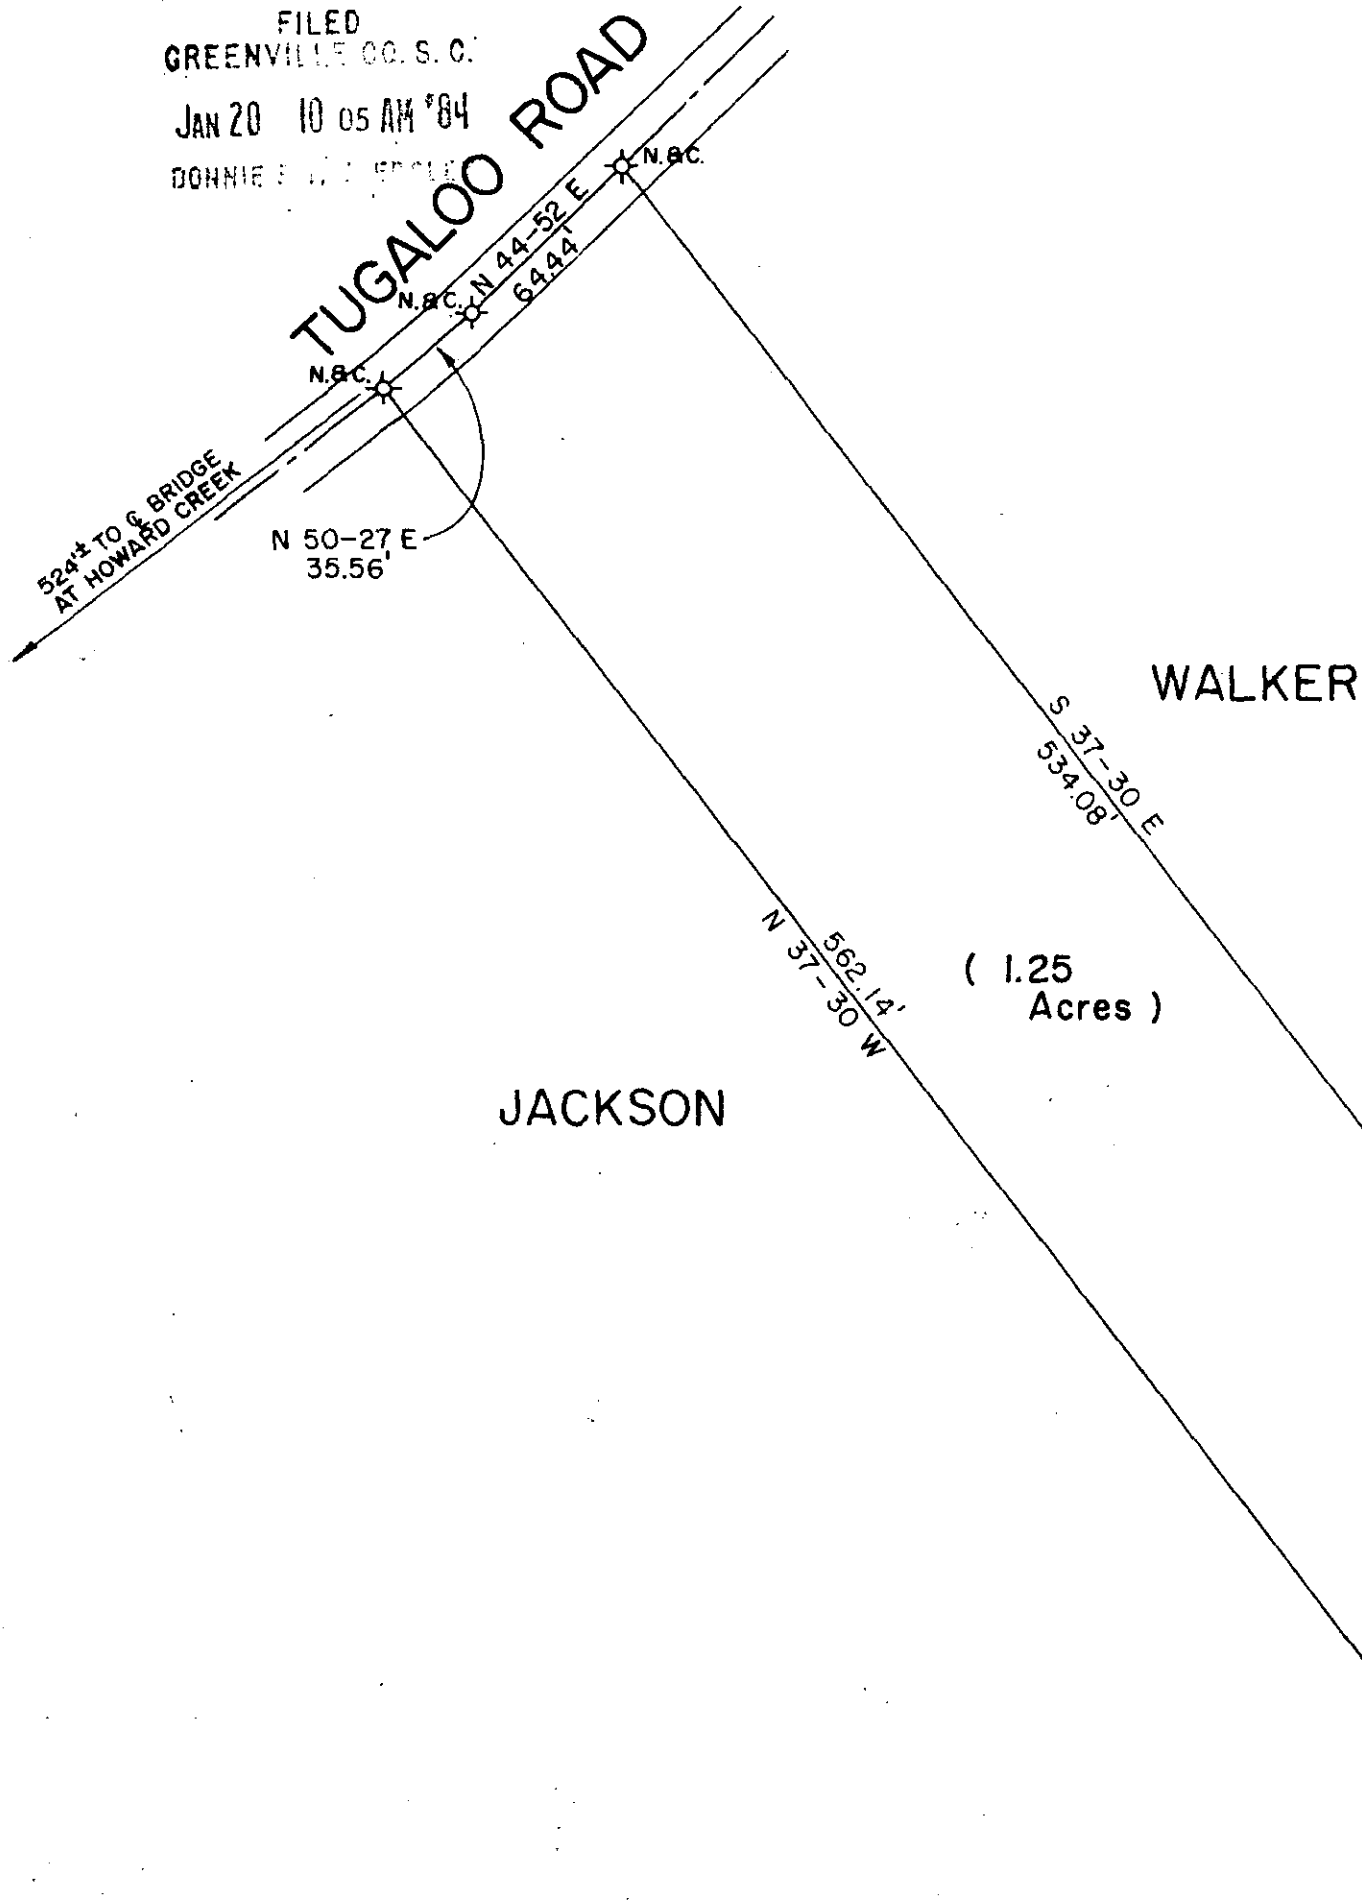 FILED
GREENVILLE CO. S. C.
JAN 20 10 05 AM '84
DONNIE
TUGALOO ROAD
N.&C.
N 44-52 E
64.44'
N.&C.
N.&C.
524'± TO ℄ BRIDGE
AT HOWARD CREEK
N 50-27 E
35.56'
WALKER
S 37-30 E
534.08'
562.14'
N 37-30 W
( 1.25
Acres )
JACKSON